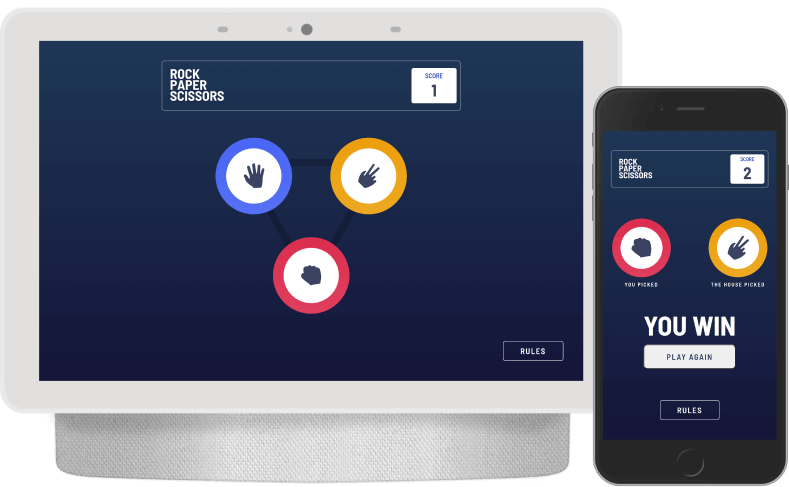 ROCK
PAPER
SCISSORS
SCORE
1
RULES
ROCK
PAPER
SCISSORS
SCORE
2
YOU PICKED
THE HOUSE PICKED
YOU WIN
PLAY AGAIN
RULES